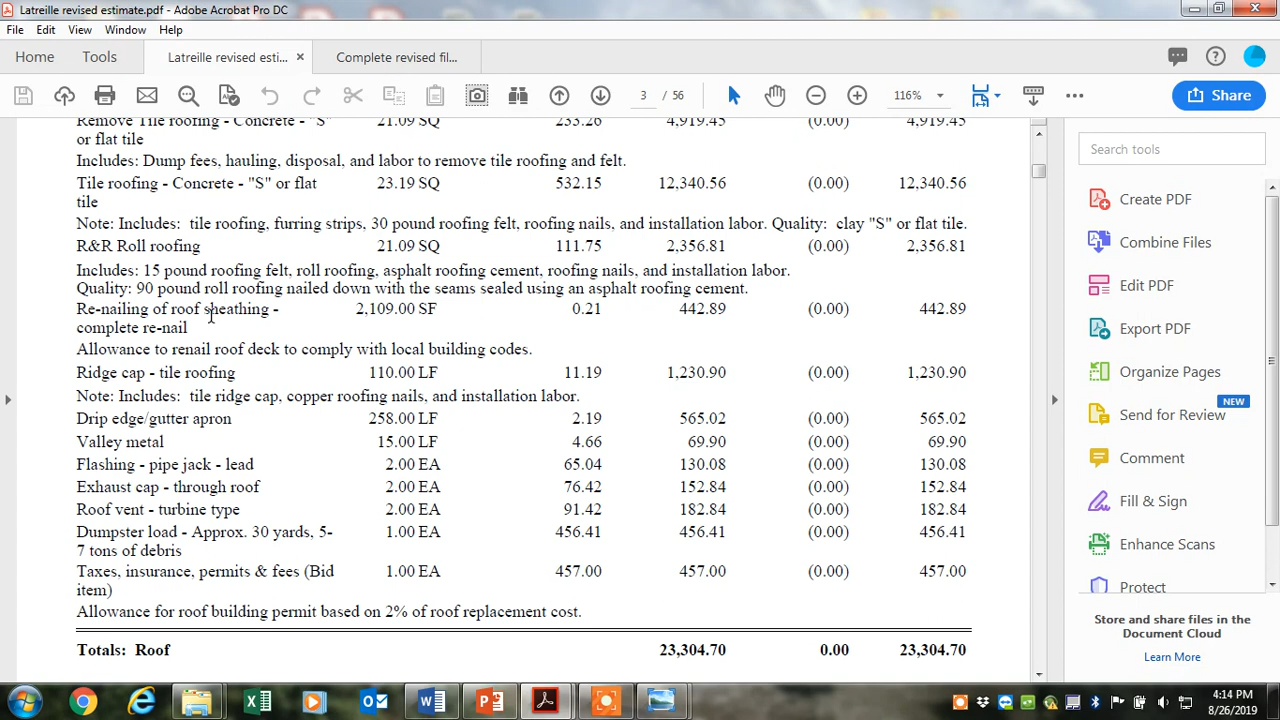 Latreille revised estimate.pdf - Adobe Acrobat Pro DC
File Edit View Window Help
Home Tools Latreille revised esti... × Complete revised fil...
3 / 56 116% Share
Remove Tile roofing - Concrete - "S" 21.09 SQ 233.26 4,919.45 (0.00) 4,919.45
or flat tile
Includes: Dump fees, hauling, disposal, and labor to remove tile roofing and felt.
Tile roofing - Concrete - "S" or flat 23.19 SQ 532.15 12,340.56 (0.00) 12,340.56
tile
Note: Includes: tile roofing, furring strips, 30 pound roofing felt, roofing nails, and installation labor. Quality: clay "S" or flat tile.
R&R Roll roofing 21.09 SQ 111.75 2,356.81 (0.00) 2,356.81
Includes: 15 pound roofing felt, roll roofing, asphalt roofing cement, roofing nails, and installation labor.
Quality: 90 pound roll roofing nailed down with the seams sealed using an asphalt roofing cement.
Re-nailing of roof sheathing - 2,109.00 SF 0.21 442.89 (0.00) 442.89
complete re-nail
Allowance to renail roof deck to comply with local building codes.
Ridge cap - tile roofing 110.00 LF 11.19 1,230.90 (0.00) 1,230.90
Note: Includes: tile ridge cap, copper roofing nails, and installation labor.
Drip edge/gutter apron 258.00 LF 2.19 565.02 (0.00) 565.02
Valley metal 15.00 LF 4.66 69.90 (0.00) 69.90
Flashing - pipe jack - lead 2.00 EA 65.04 130.08 (0.00) 130.08
Exhaust cap - through roof 2.00 EA 76.42 152.84 (0.00) 152.84
Roof vent - turbine type 2.00 EA 91.42 182.84 (0.00) 182.84
Dumpster load - Approx. 30 yards, 5- 1.00 EA 456.41 456.41 (0.00) 456.41
7 tons of debris
Taxes, insurance, permits & fees (Bid 1.00 EA 457.00 457.00 (0.00) 457.00
item)
Allowance for roof building permit based on 2% of roof replacement cost.
Totals: Roof 23,304.70 0.00 23,304.70
Search tools
Create PDF
Combine Files
Edit PDF
Export PDF
Organize Pages
NEW
Send for Review
Comment
Fill & Sign
Enhance Scans
Protect
Store and share files in the
Document Cloud
Learn More
4:14 PM
8/26/2019